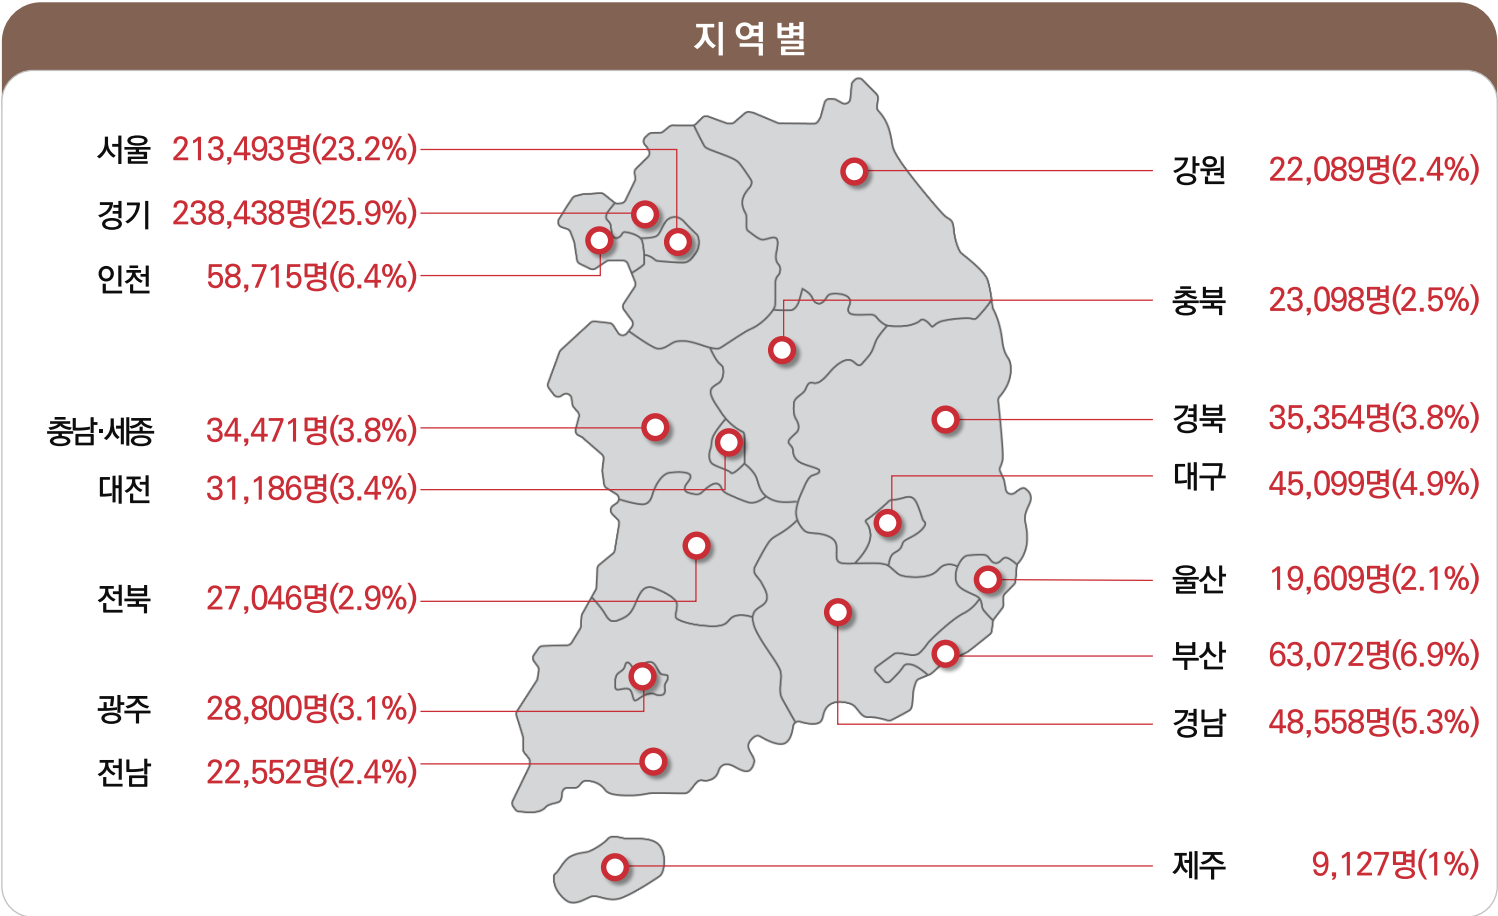 지역별
서울 213,493명(23.2%)
경기 238,438명(25.9%)
인천 58,715명(6.4%)
충남·세종 34,471명(3.8%)
대전 31,186명(3.4%)
전북 27,046명(2.9%)
광주 28,800명(3.1%)
전남 22,552명(2.4%)
강원 22,089명(2.4%)
충북 23,098명(2.5%)
경북 35,354명(3.8%)
대구 45,099명(4.9%)
울산 19,609명(2.1%)
부산 63,072명(6.9%)
경남 48,558명(5.3%)
제주 9,127명(1%)